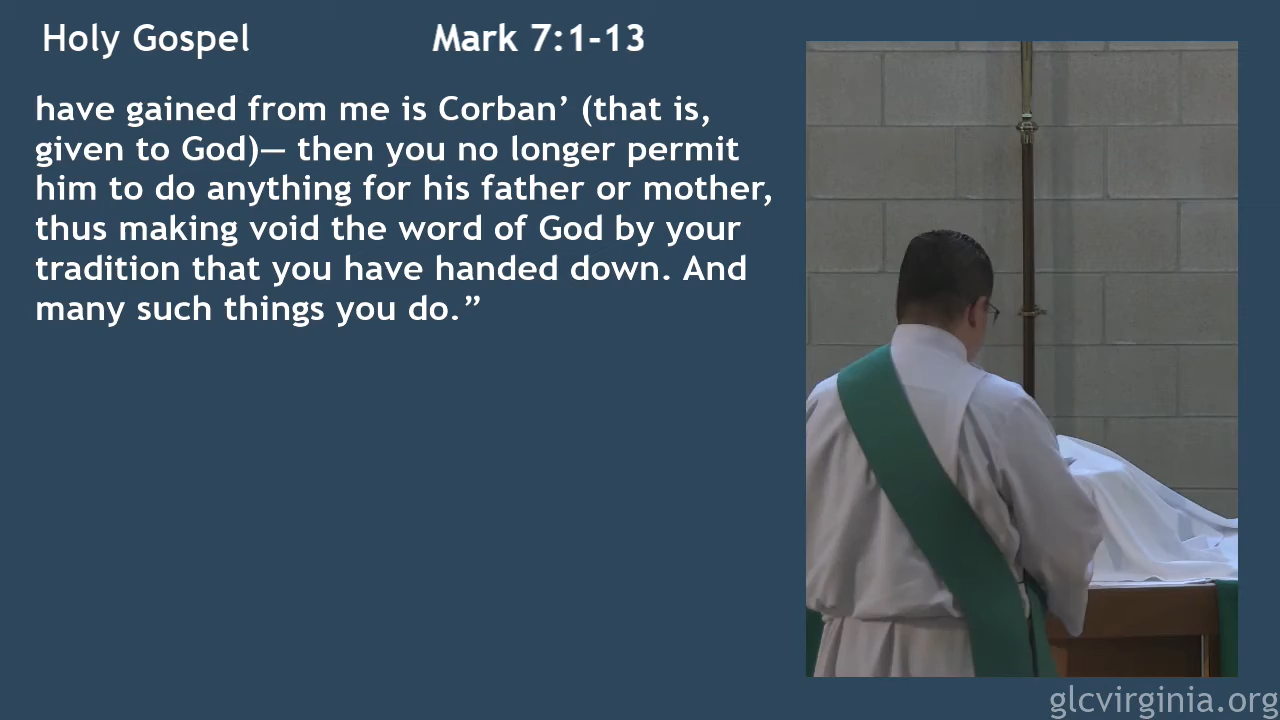 Holy Gospel
Mark 7:1-13
have gained from me is Corban’ (that is,
given to God)— then you no longer permit
him to do anything for his father or mother,
thus making void the word of God by your
tradition that you have handed down. And
many such things you do.”
glcvirginia.org